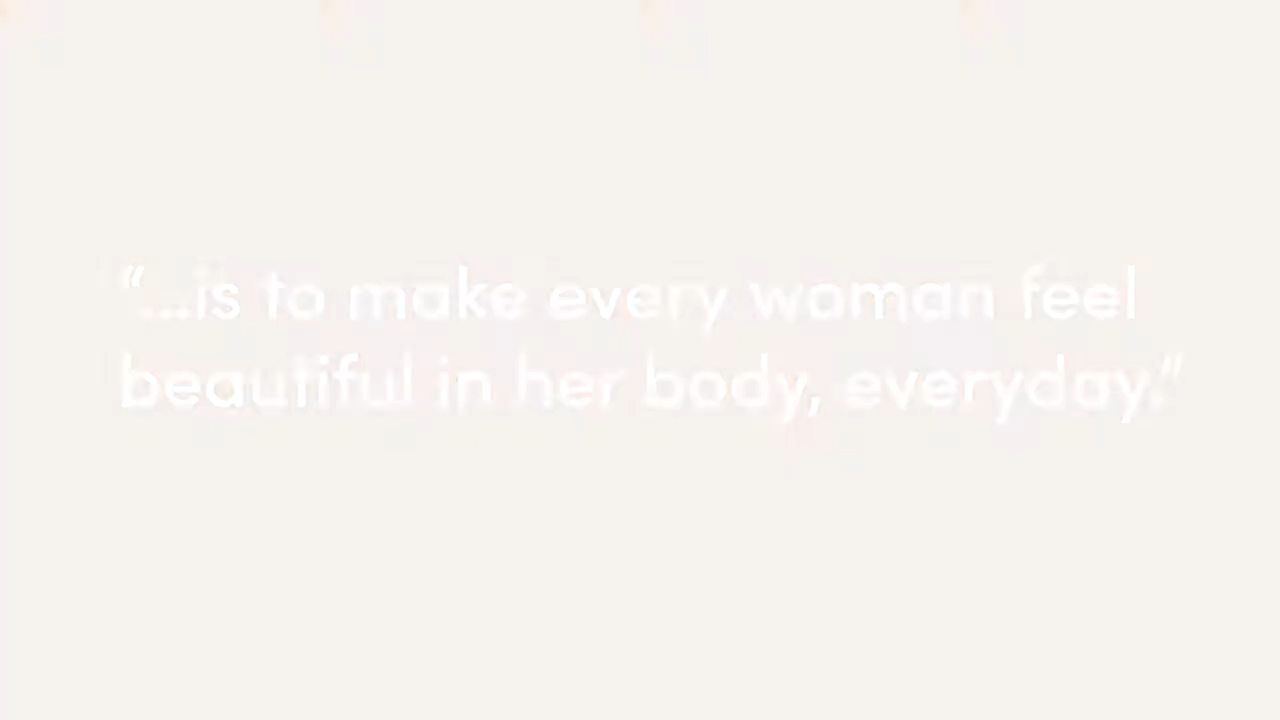 “...is to make every woman feel
beautiful in her body, everyday.”